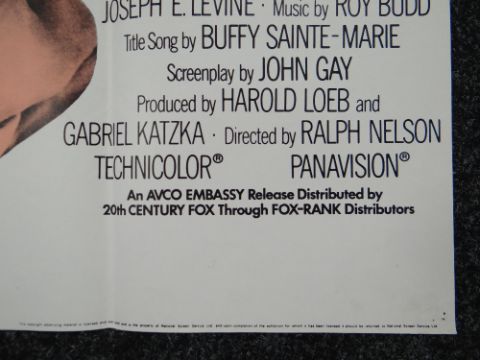 JOSEPH E. LEVINE · Music by ROY BUDD
Title Song by BUFFY SAINTE-MARIE
Screenplay by JOHN GAY
Produced by HAROLD LOEB and
GABRIEL KATZKA · Directed by RALPH NELSON
TECHNICOLOR® PANAVISION®
An AVCO EMBASSY Release Distributed by
20th CENTURY FOX Through FOX-RANK Distributors